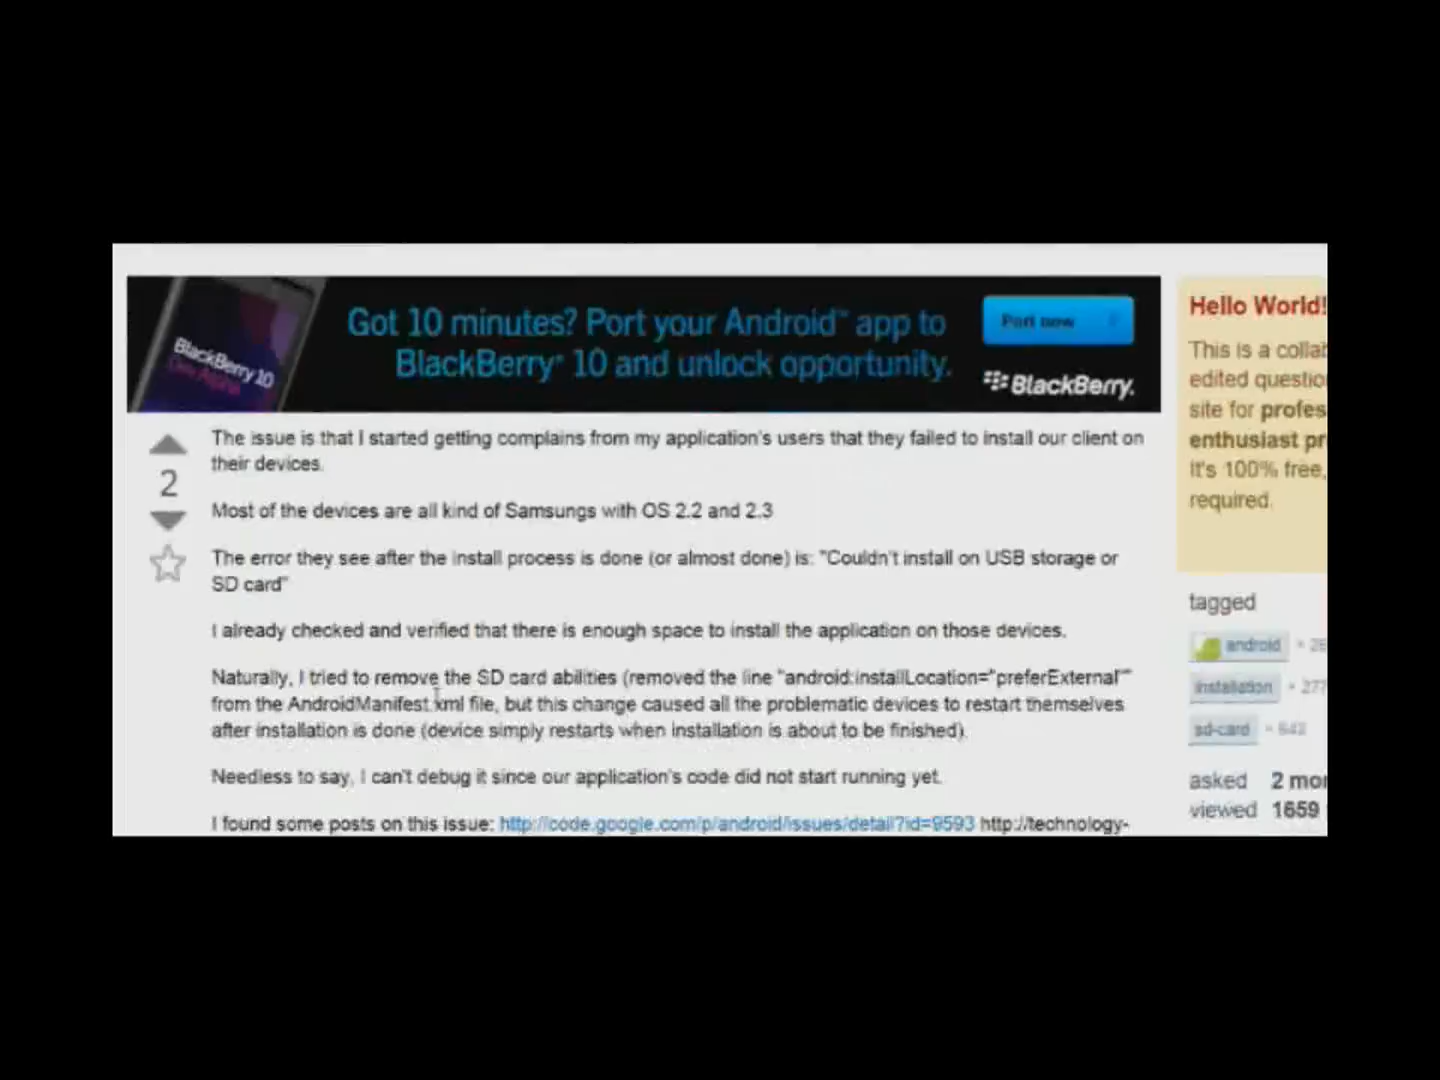 BlackBerry 10
Dev Alpha
Got 10 minutes? Port your Android™ app to
BlackBerry® 10 and unlock opportunity.
Port now
BlackBerry.
2
The issue is that I started getting complains from my application's users that they failed to install our client on
their devices.
Most of the devices are all kind of Samsungs with OS 2.2 and 2.3
The error they see after the install process is done (or almost done) is: "Couldn't install on USB storage or
SD card"
I already checked and verified that there is enough space to install the application on those devices.
Naturally, I tried to remove the SD card abilities (removed the line "android:installLocation="preferExternal""
from the AndroidManifest.xml file, but this change caused all the problematic devices to restart themselves
after installation is done (device simply restarts when installation is about to be finished).
Needless to say, I can't debug it since our application's code did not start running yet.
I found some posts on this issue: http://code.google.com/p/android/issues/detail?id=9593 http://technology-
Hello World!
This is a collab
edited questio
site for profes
enthusiast pr
It's 100% free,
required.
tagged
android × 26
installation × 277
sd-card × 642
asked 2 mon
viewed 1659